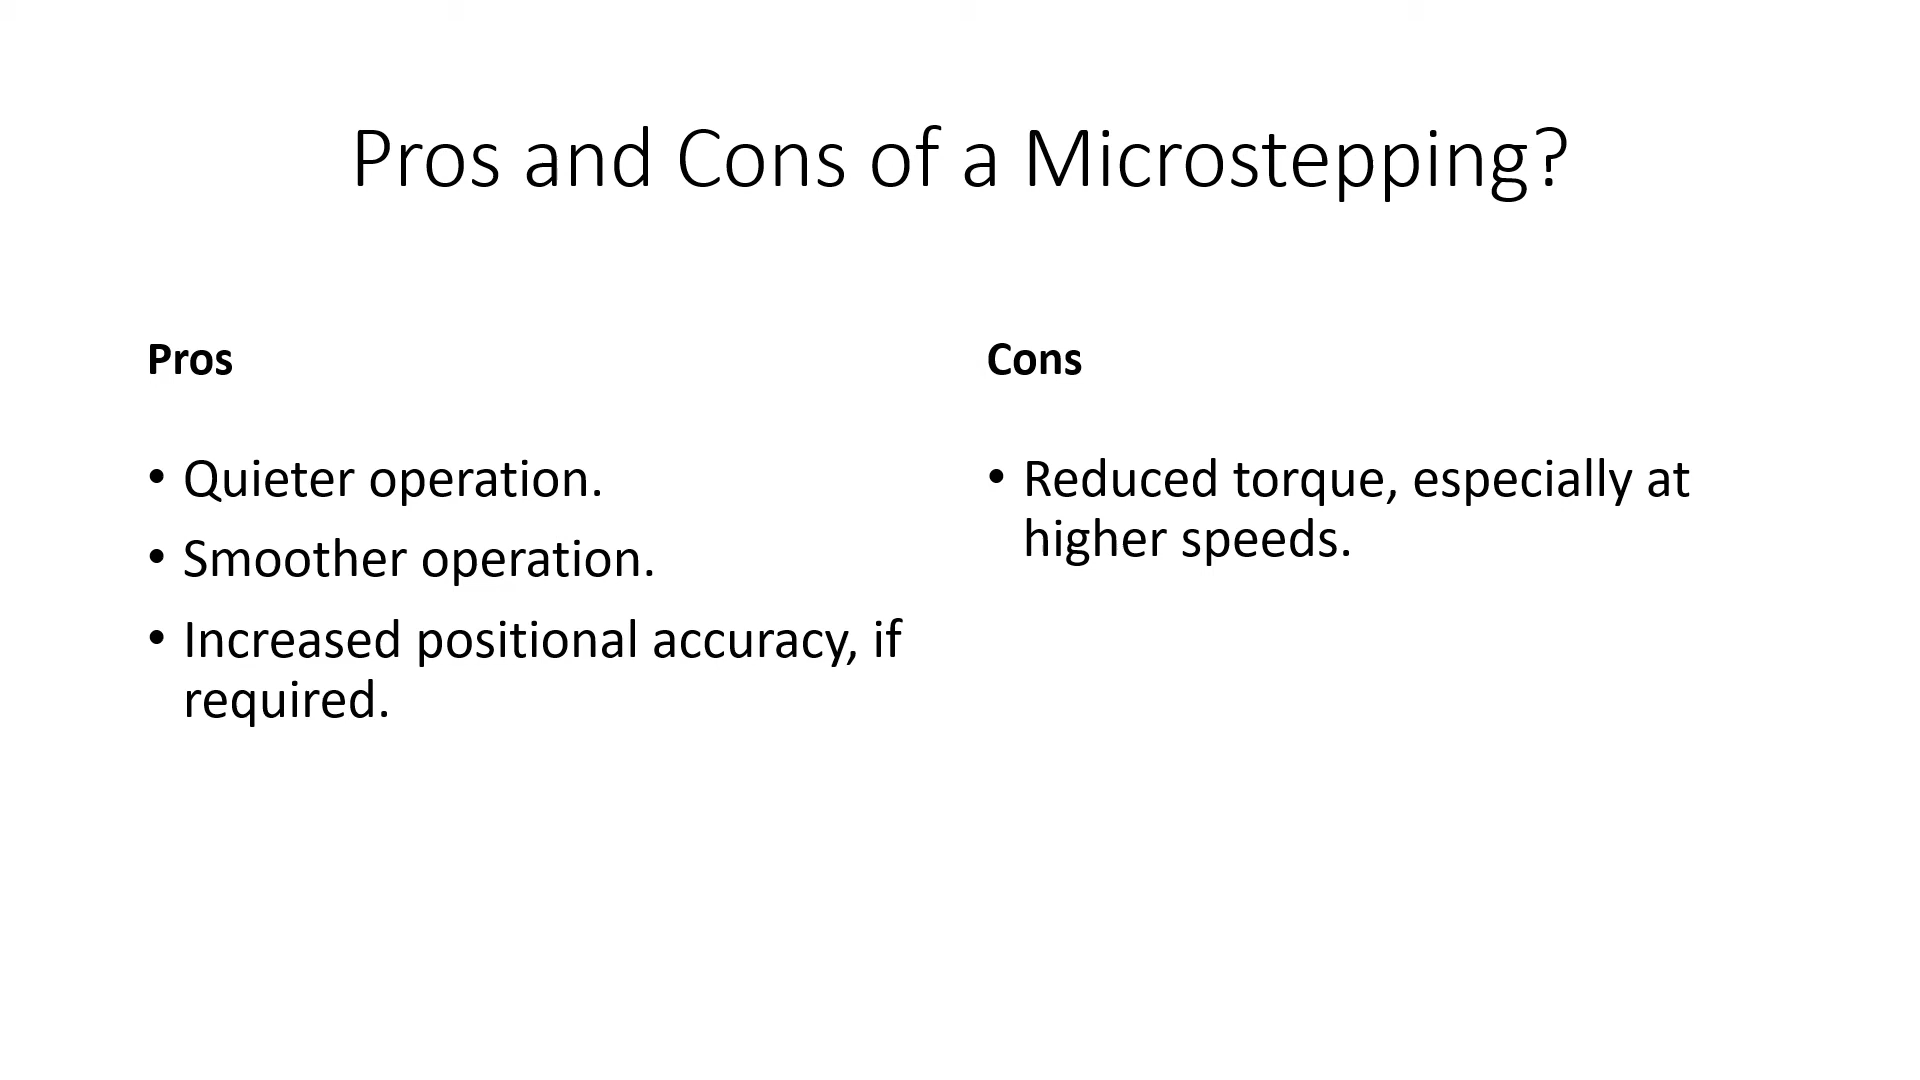 Pros and Cons of a Microstepping?
Pros
• Quieter operation.
• Smoother operation.
• Increased positional accuracy, if
required.
Cons
• Reduced torque, especially at
higher speeds.